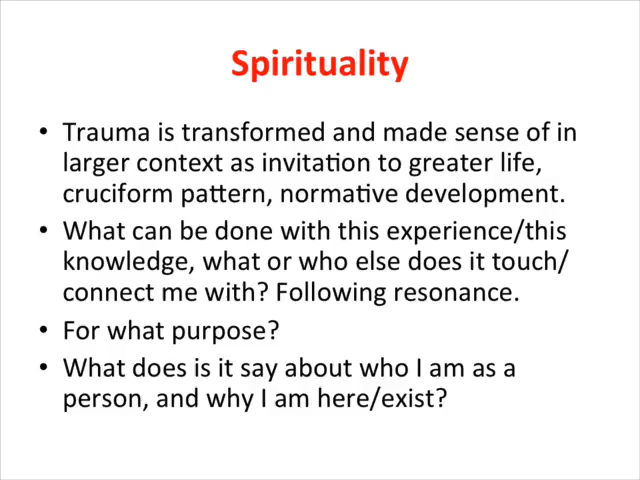 Spirituality
• Trauma is transformed and made sense of in
larger context as invitation to greater life,
cruciform pattern, normative development.
• What can be done with this experience/this
knowledge, what or who else does it touch/
connect me with? Following resonance.
• For what purpose?
• What does is it say about who I am as a
person, and why I am here/exist?